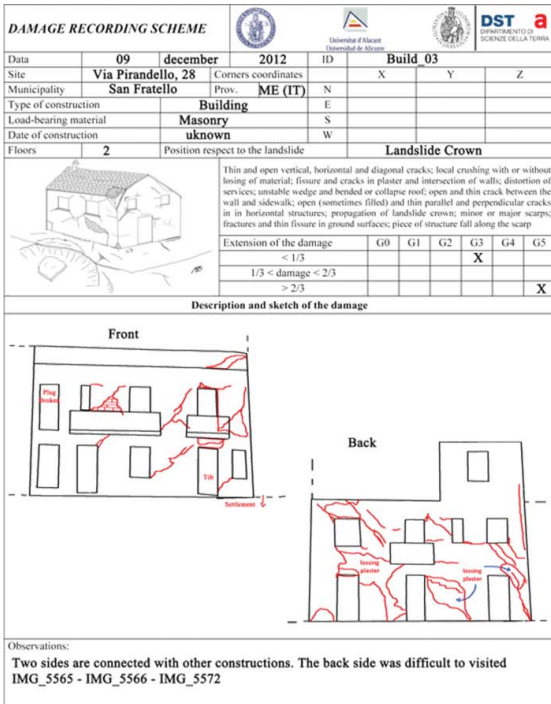 DAMAGE RECORDING SCHEME
Universitat d'Alacant
Universidad de Alicante
DST a
DIPARTIMENTO DI
SCIENZE DELLA TERRA
Data 09 december 2012 ID Build_03
Site Via Pirandello, 28 Corners coordinates X Y Z
Municipality San Fratello Prov. ME (IT) N
Type of construction Building E
Load-bearing material Masonry S
Date of construction uknown W
Floors 2 Position respect to the landslide Landslide Crown
Thin and open vertical, horizontal and diagonal cracks; local crushing with or without
losing of material; fissure and cracks in plaster and intersection of walls; distortion of
services; unstable wedge and bended or collapse roof; open and thin crack between the
wall and sidewalk; open (sometimes filled) and thin parallel and perpendicular cracks
in in horizontal structures; propagation of landslide crown; minor or major scarps;
fractures and thin fissure in ground surfaces; piece of structure fall along the scarp
Extension of the damage G0 G1 G2 G3 G4 G5
< 1/3 X
1/3 < damage < 2/3
> 2/3 X
Description and sketch of the damage
Front
Plug
broken
Tilt
Settlement
Back
lossing
plaster
lossing
plaster
Observations:
Two sides are connected with other constructions. The back side was difficult to visited
IMG_5565 - IMG_5566 - IMG_5572